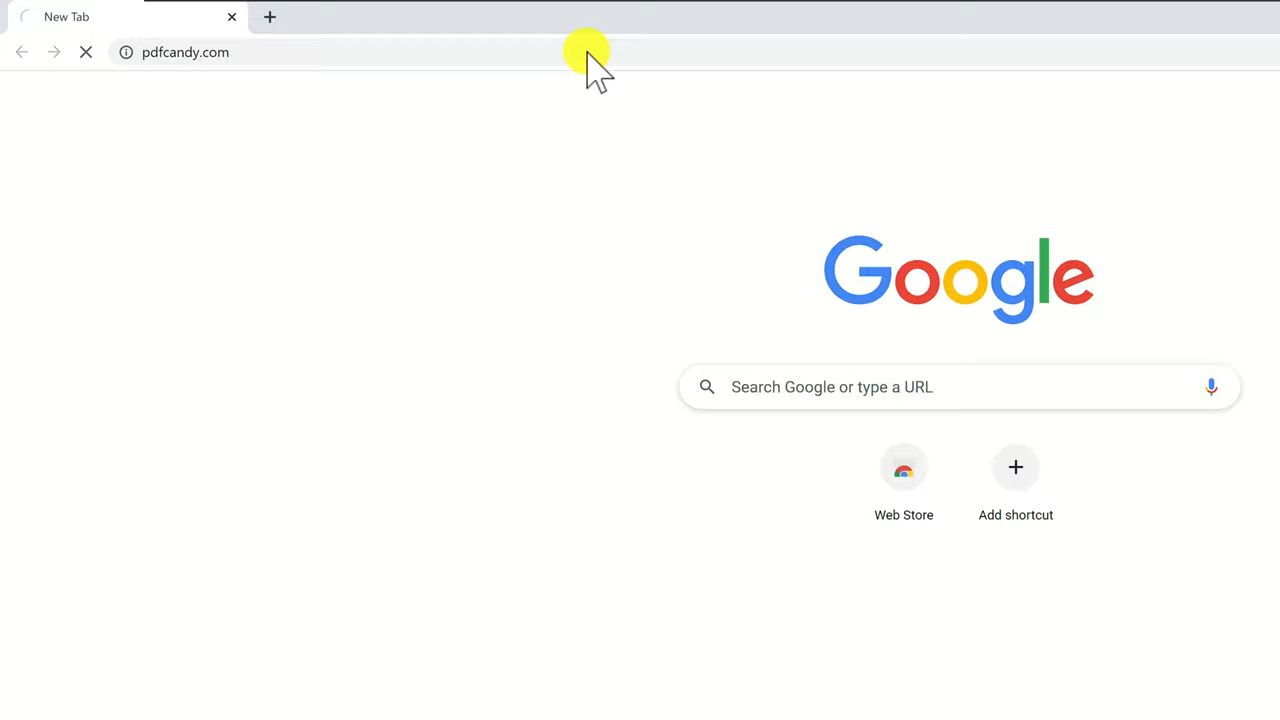 New Tab
pdfcandy.com
Google
Search Google or type a URL
Web Store
Add shortcut